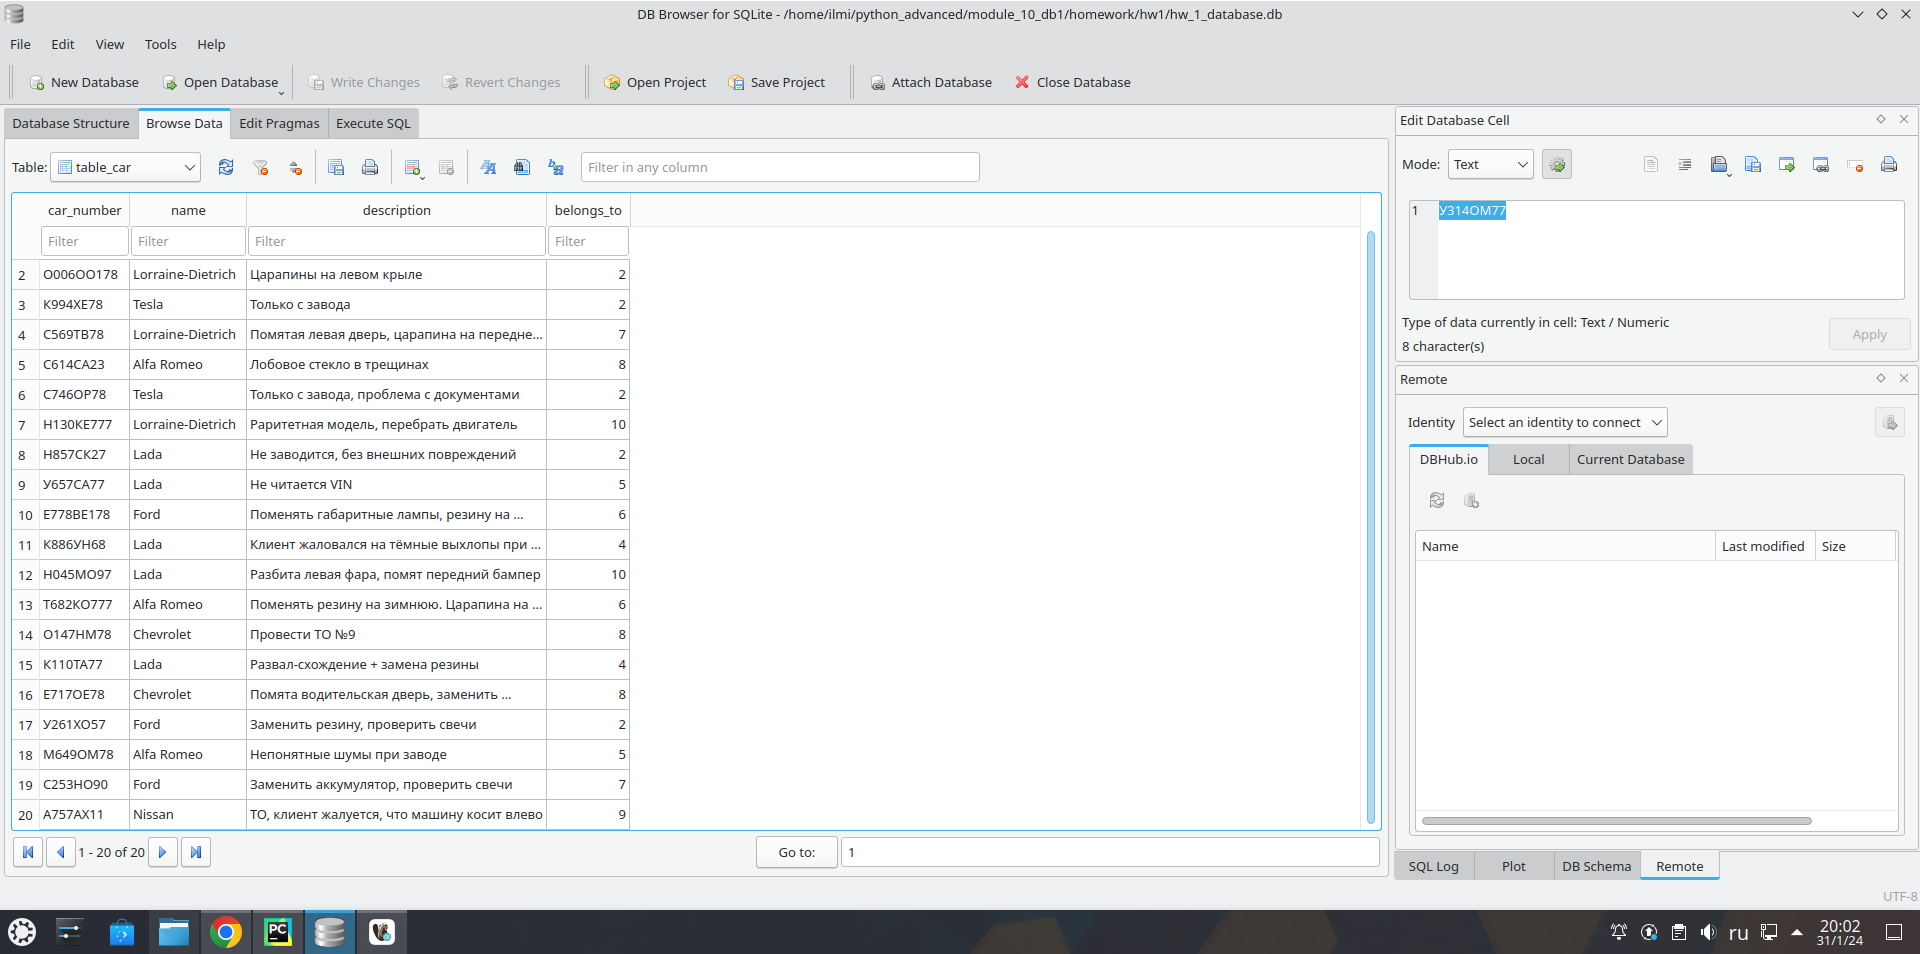 DB Browser for SQLite - /home/ilmi/python_advanced/module_10_db1/homework/hw1/hw_1_database.db
File Edit View Tools Help
New Database Open Database Write Changes Revert Changes Open Project Save Project Attach Database Close Database
Database Structure Browse Data Edit Pragmas Execute SQL
Table: table_car Filter in any column
car_number name description belongs_to
Filter Filter Filter Filter
2 О006ОО178 Lorraine-Dietrich Царапины на левом крыле 2
3 К994ХЕ78 Tesla Только с завода 2
4 С569ТВ78 Lorraine-Dietrich Помятая левая дверь, царапина на передне... 7
5 С614СА23 Alfa Romeo Лобовое стекло в трещинах 8
6 С746ОР78 Tesla Только с завода, проблема с документами 2
7 Н130КЕ777 Lorraine-Dietrich Раритетная модель, перебрать двигатель 10
8 Н857СК27 Lada Не заводится, без внешних повреждений 2
9 У657СА77 Lada Не читается VIN 5
10 Е778ВЕ178 Ford Поменять габаритные лампы, резину на ... 6
11 К886УН68 Lada Клиент жаловался на тёмные выхлопы при ... 4
12 Н045МО97 Lada Разбита левая фара, помят передний бампер 10
13 Т682КО777 Alfa Romeo Поменять резину на зимнюю. Царапина на ... 6
14 О147НМ78 Chevrolet Провести ТО №9 8
15 К110ТА77 Lada Развал-схождение + замена резины 4
16 Е717ОЕ78 Chevrolet Помята водительская дверь, заменить ... 8
17 У261ХО57 Ford Заменить резину, проверить свечи 2
18 М649ОМ78 Alfa Romeo Непонятные шумы при заводе 5
19 С253НО90 Ford Заменить аккумулятор, проверить свечи 7
20 А757АХ11 Nissan ТО, клиент жалуется, что машину косит влево 9
1 - 20 of 20 Go to: 1
Edit Database Cell
Mode: Text
1 У314ОМ77
Type of data currently in cell: Text / Numeric
8 character(s)
Apply
Remote
Identity Select an identity to connect
DBHub.io Local Current Database
Name Last modified Size
SQL Log Plot DB Schema Remote
UTF-8
PC
ru
20:02
31/1/24